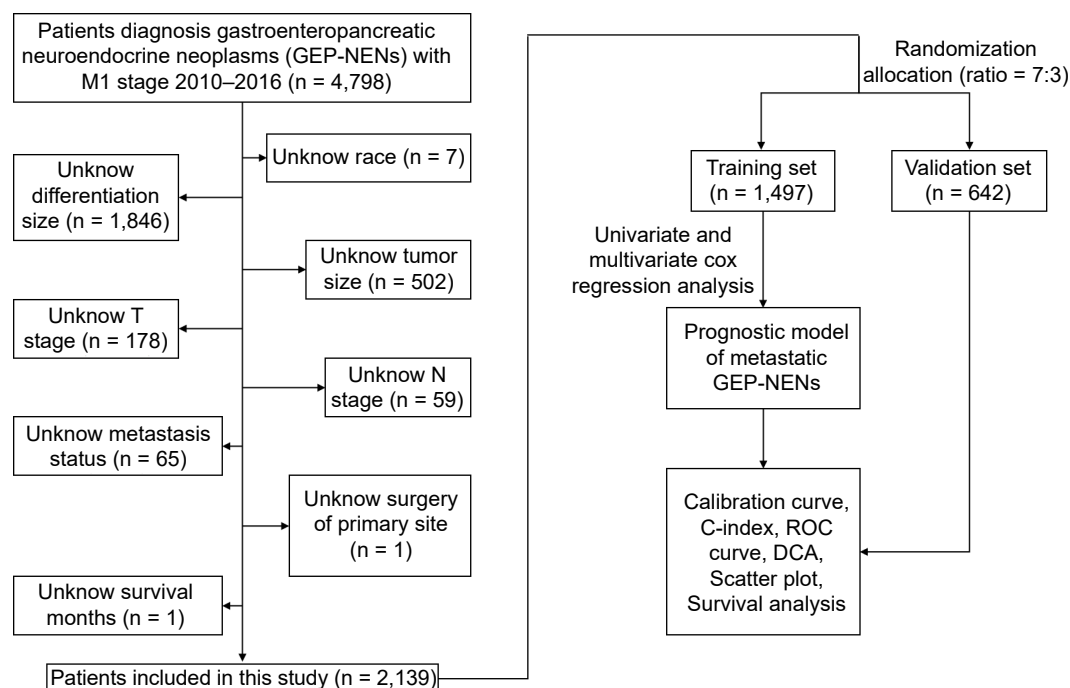 Patients diagnosis gastroenteropancreatic
neuroendocrine neoplasms (GEP-NENs) with
M1 stage 2010–2016 (n = 4,798)
Unknow race (n = 7)
Unknow
differentiation
size (n = 1,846)
Unknow tumor
size (n = 502)
Unknow T
stage (n = 178)
Unknow N
stage (n = 59)
Unknow metastasis
status (n = 65)
Unknow surgery
of primary site
(n = 1)
Unknow survival
months (n = 1)
Patients included in this study (n = 2,139)
Randomization
allocation (ratio = 7:3)
Training set
(n = 1,497)
Validation set
(n = 642)
Univariate and
multivariate cox
regression analysis
Prognostic model
of metastatic
GEP-NENs
Calibration curve,
C-index, ROC
curve, DCA,
Scatter plot,
Survival analysis